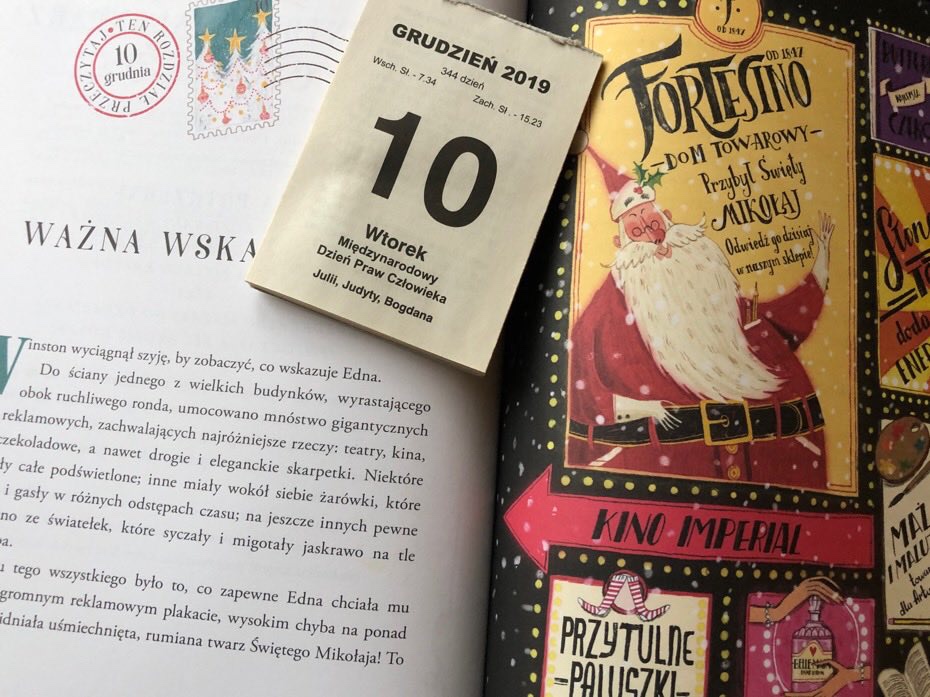 PRZECZYTAJ TEN ROZDZIAŁ
10
grudnia
10
WAŻNA
Winston wyciągnął szyję, by zobaczyć, co wskazuje Edna.
Do ściany jednego z wielkich budynków, wyrastającego
obok ruchliwego ronda, umocowano mnóstwo gigantycznych
reklamowych, zachwalających najróżniejsze rzeczy: teatry, kina,
czekoladowe, a nawet drogie i eleganckie skarpetki. Niektóre
całe podświetlone; inne miały wokół siebie żarówki, które
i gasły w różnych odstępach czasu; na jeszcze innych pewne
ze światełek, które syczały i migotały jaskrawo na tle
tego wszystkiego było to, co zapewne Edna chciała mu
reklamowym plakacie, wysokim chyba na ponad
uśmiechnięta, rumiana twarz Świętego Mikołaja! To
GRUDZIEŃ 2019
344 dzień
Wsch. Sł. - 7.34
Zach. Sł. - 15.23
10
Wtorek
Międzynarodowy
Dzień Praw Człowieka
Julii, Judyty, Bogdana
F
OD 1847
FORTESINO
OD 1847
DOM TOWAROWY
Przybył Święty
MIKOŁAJ
Odwiedź go dzisiaj
w naszym sklepie!
KINO IMPERIAL
PRZYTULNE
PALUSZKI
doda